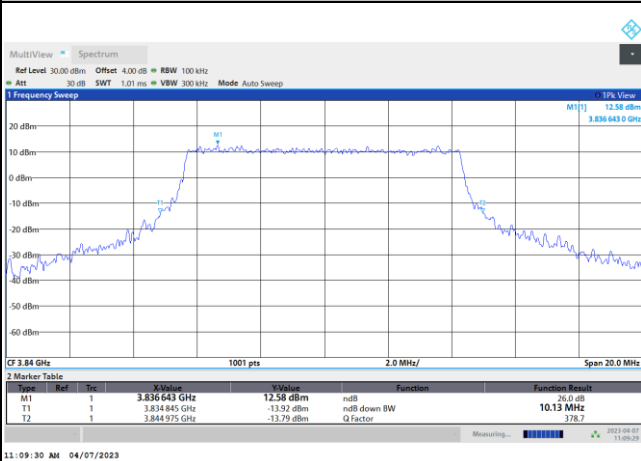 MultiView Spectrum
Ref Level 30.00 dBm Offset 4.00 dB RBW 100 kHz
Att 30 dB SWT 1.01 ms VBW 300 kHz Mode Auto Sweep
1 Frequency Sweep 1Pk View
M1[1] 12.58 dBm
3.836 643 0 GHz
20 dBm
M1
10 dBm
0 dBm
-10 dBm
T1
T2
-20 dBm
-30 dBm
-40 dBm
-50 dBm
-60 dBm
CF 3.84 GHz 1001 pts 2.0 MHz/ Span 20.0 MHz
2 Marker Table
Type Ref Trc X-Value Y-Value Function Function Result
M1 1 3.836 643 GHz 12.58 dBm ndB 26.0 dB
T1 1 3.834 845 GHz -13.92 dBm ndB down BW 10.13 MHz
T2 1 3.844 975 GHz -13.79 dBm Q Factor 378.7
Measuring... 2023-04-07
11:09:29
11:09:30 AM 04/07/2023